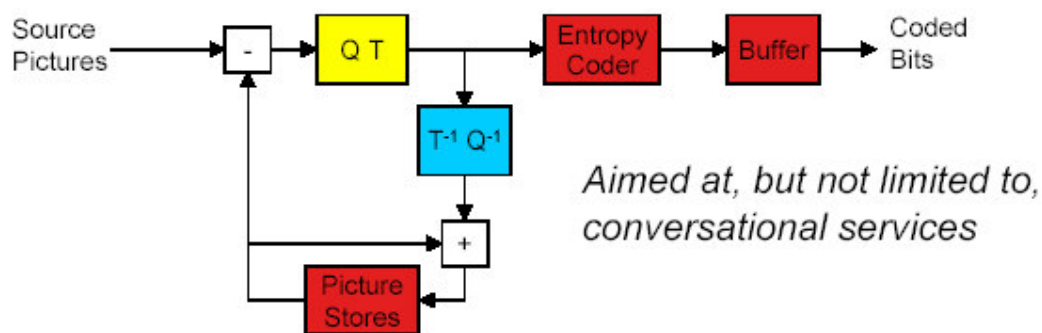 Source
Pictures
-
Q T
Entropy
Coder
Buffer
Coded
Bits
T⁻¹ Q⁻¹
Aimed at, but not limited to,
conversational services
+
Picture
Stores